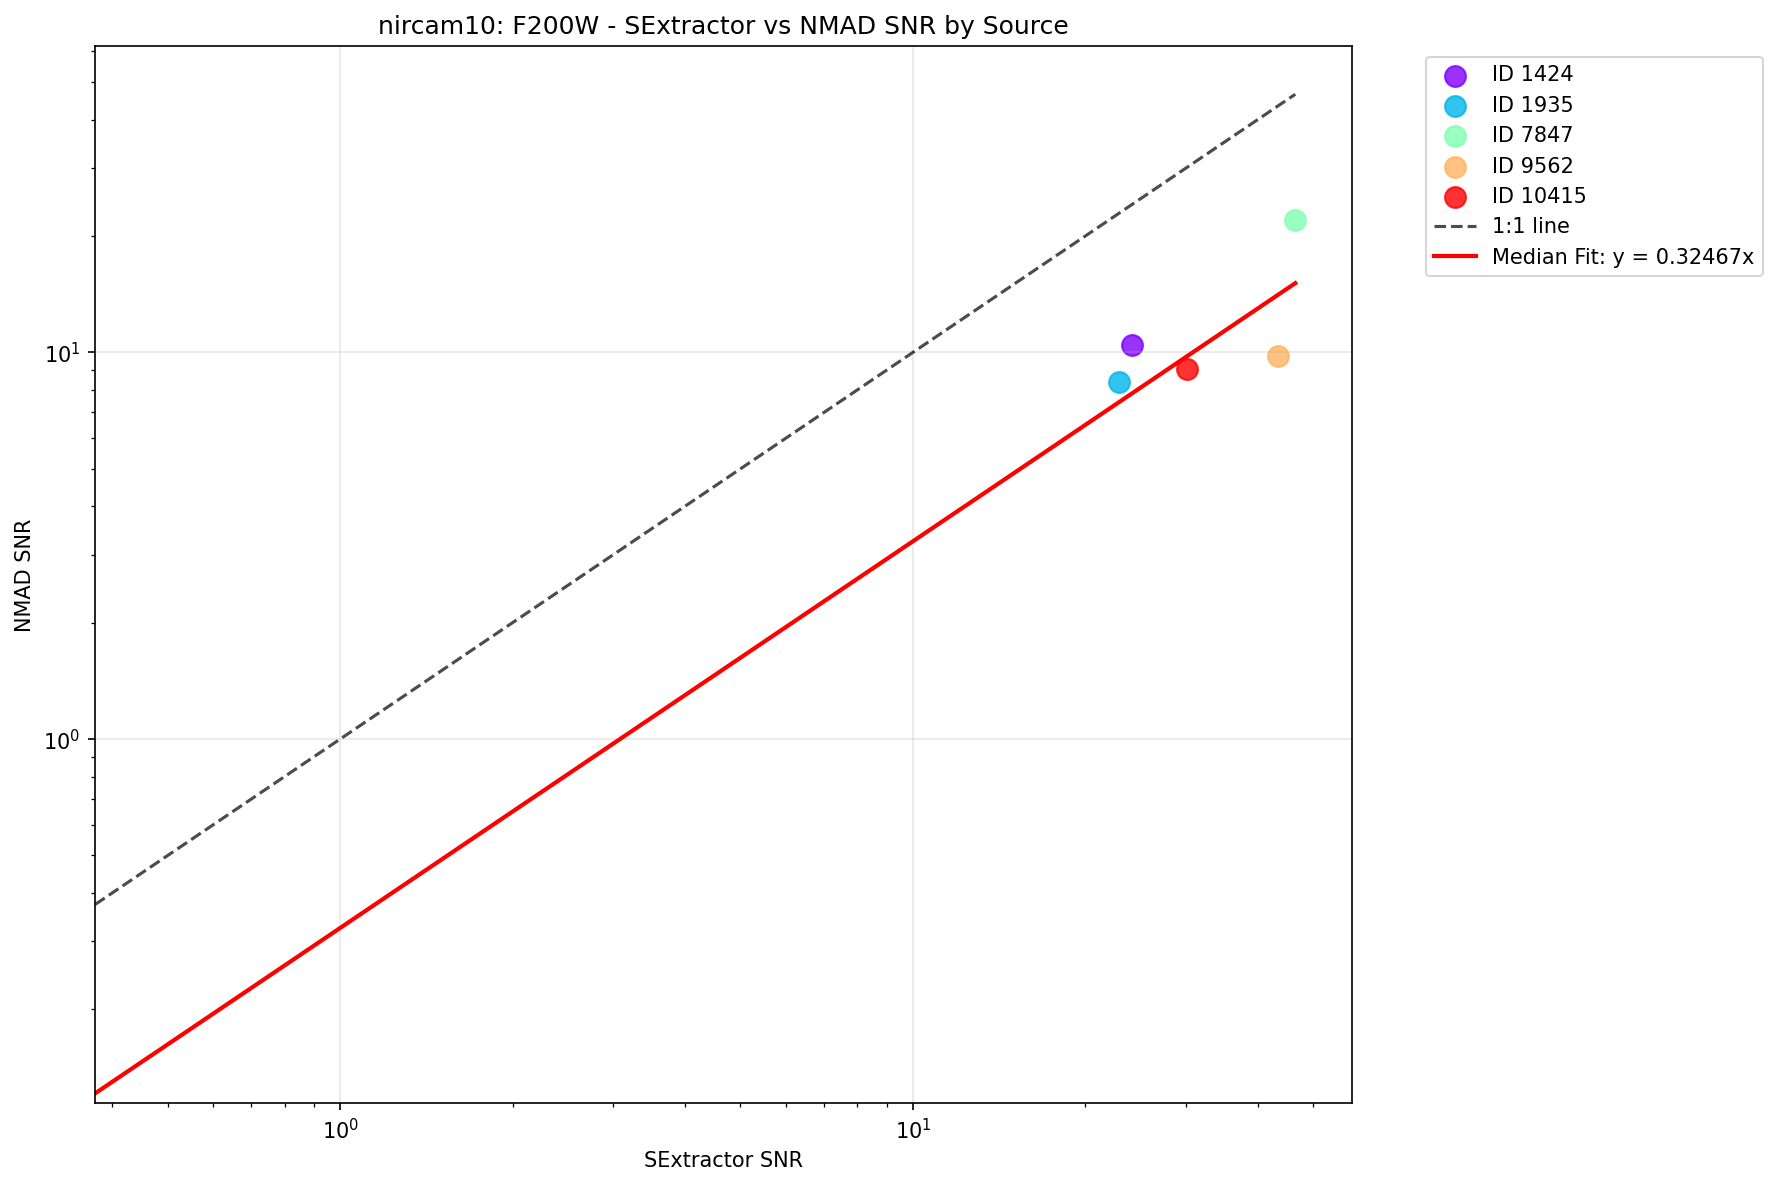 nircam10: F200W - SExtractor vs NMAD SNR by Source
ID 1424
ID 1935
ID 7847
ID 9562
ID 10415
1:1 line
Median Fit: y = 0.32467x
NMAD SNR
10¹
10⁰
10⁰
10¹
SExtractor SNR